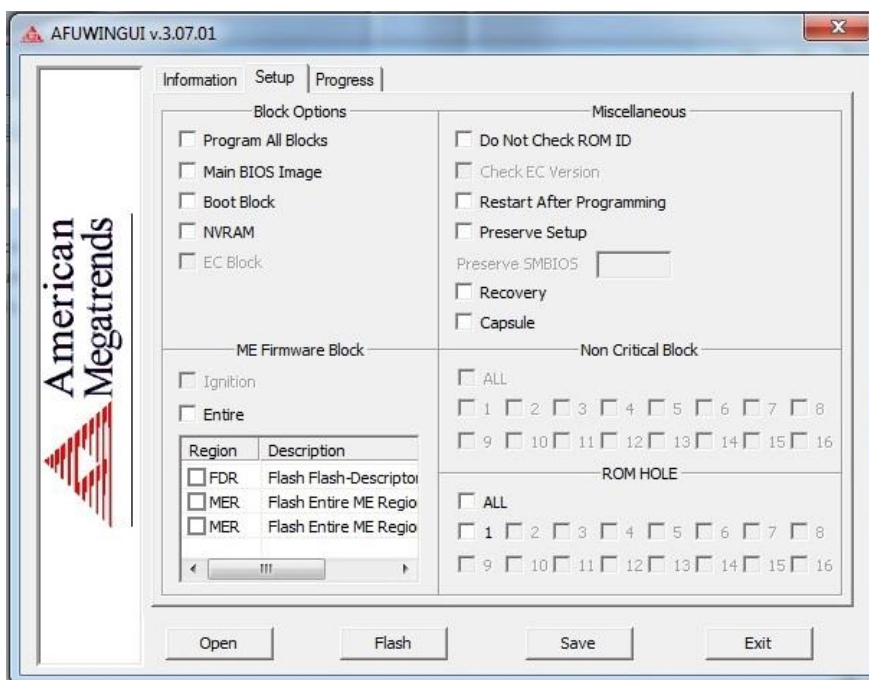 AFUWINGUI v.3.07.01
Information Setup Progress
American
Megatrends
Block Options
Program All Blocks
Main BIOS Image
Boot Block
NVRAM
EC Block
Miscellaneous
Do Not Check ROM ID
Check EC Version
Restart After Programming
Preserve Setup
Preserve SMBIOS
Recovery
Capsule
ME Firmware Block
Ignition
Entire
Region Description
FDR Flash Flash-Descripto
MER Flash Entire ME Regio
MER Flash Entire ME Regio
Non Critical Block
ALL
1 2 3 4 5 6 7 8
9 10 11 12 13 14 15 16
ROM HOLE
ALL
1 2 3 4 5 6 7 8
9 10 11 12 13 14 15 16
Open Flash Save Exit